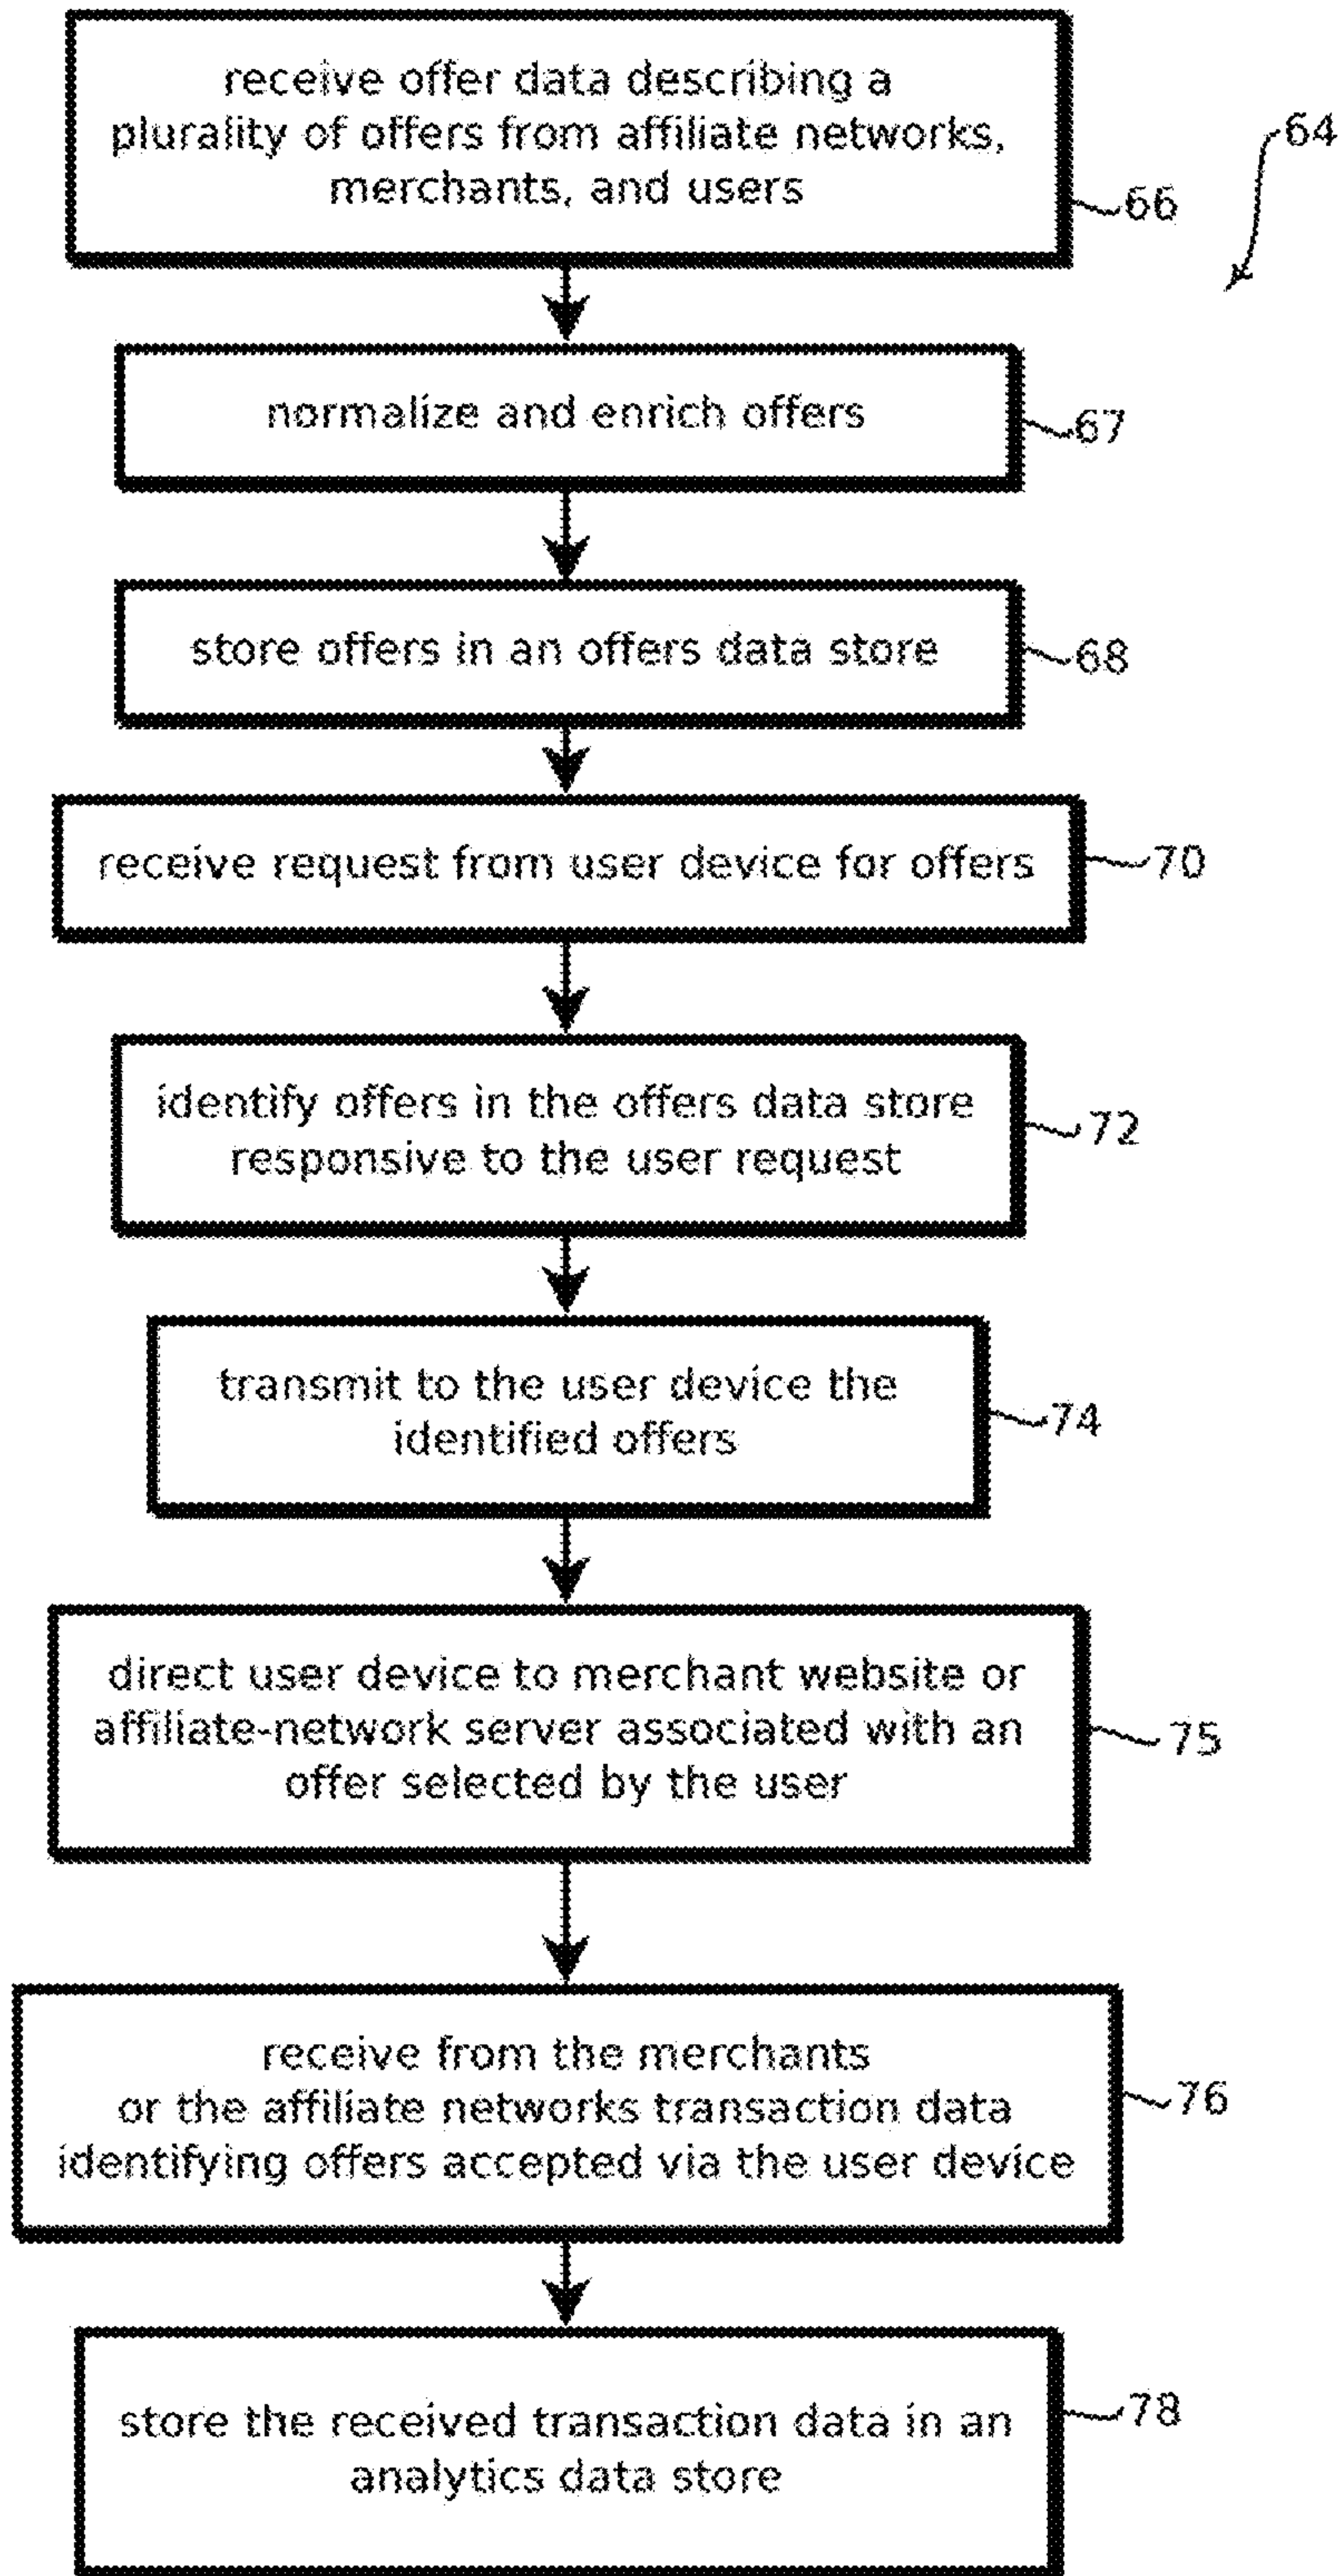 receive offer data describing a
plurality of offers from affiliate networks,
merchants, and users
64
66
normalize and enrich offers
67
store offers in an offers data store
68
receive request from user device for offers
70
identify offers in the offers data store
responsive to the user request
72
transmit to the user device the
identified offers
74
direct user device to merchant website or
affiliate-network server associated with an
offer selected by the user
75
receive from the merchants
or the affiliate networks transaction data
identifying offers accepted via the user device
76
store the received transaction data in an
analytics data store
78